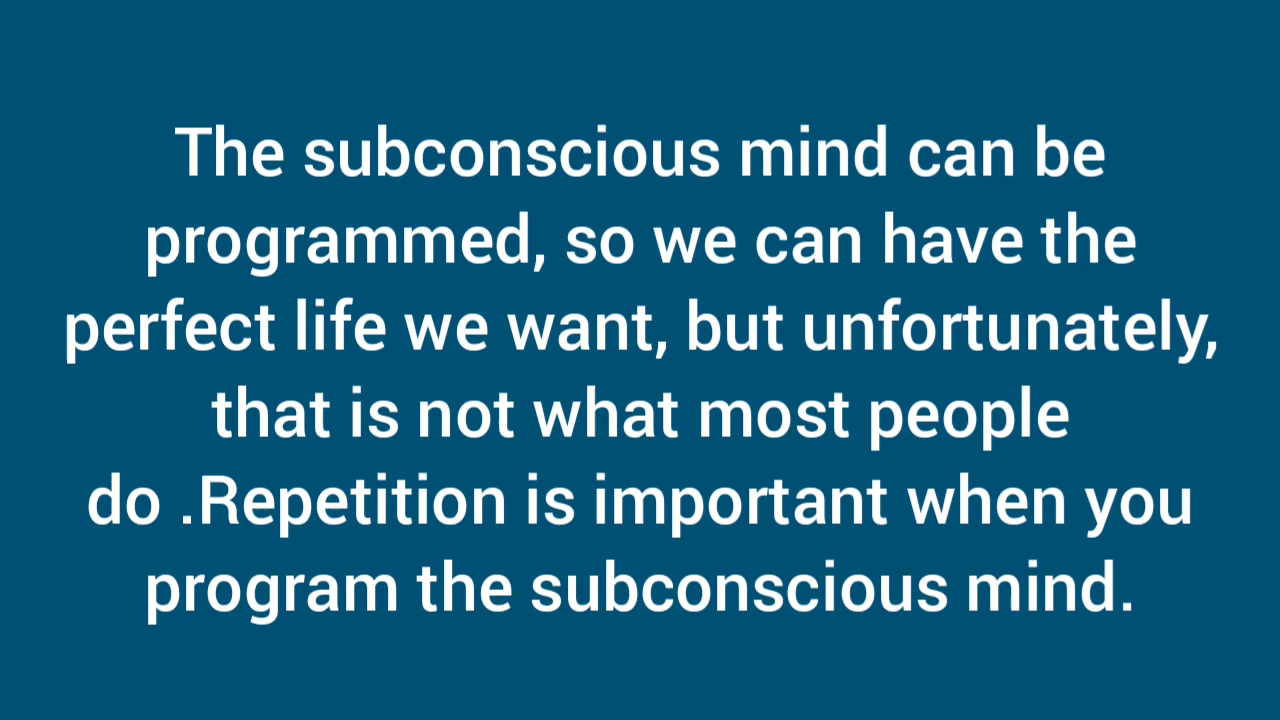 The subconscious mind can be
programmed, so we can have the
perfect life we want, but unfortunately,
that is not what most people
do .Repetition is important when you
program the subconscious mind.